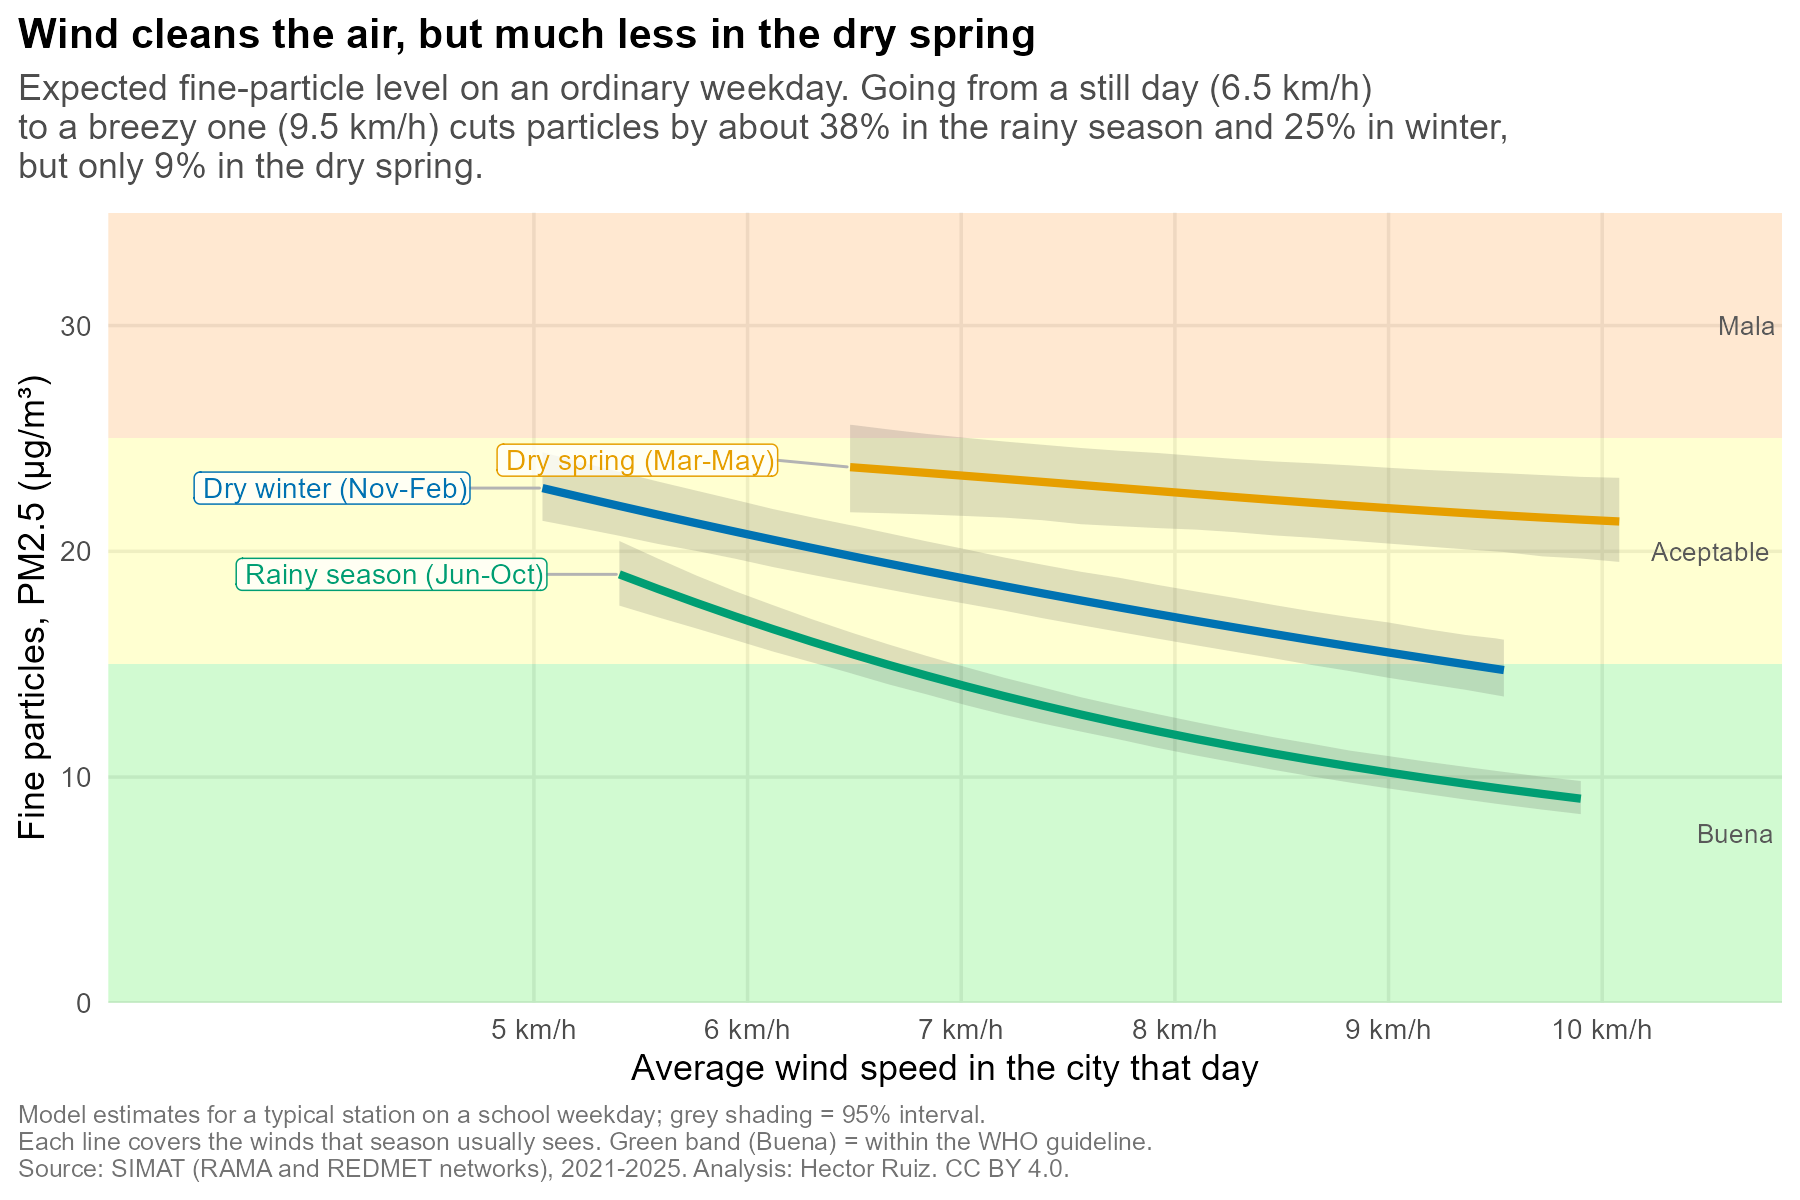 Wind cleans the air, but much less in the dry spring
Expected fine-particle level on an ordinary weekday. Going from a still day (6.5 km/h)
to a breezy one (9.5 km/h) cuts particles by about 38% in the rainy season and 25% in winter,
but only 9% in the dry spring.
Fine particles, PM2.5 (µg/m³)
30
20
10
0
Mala
Aceptable
Buena
Dry spring (Mar-May)
Dry winter (Nov-Feb)
Rainy season (Jun-Oct)
5 km/h
6 km/h
7 km/h
8 km/h
9 km/h
10 km/h
Average wind speed in the city that day
Model estimates for a typical station on a school weekday; grey shading = 95% interval.
Each line covers the winds that season usually sees. Green band (Buena) = within the WHO guideline.
Source: SIMAT (RAMA and REDMET networks), 2021-2025. Analysis: Hector Ruiz. CC BY 4.0.